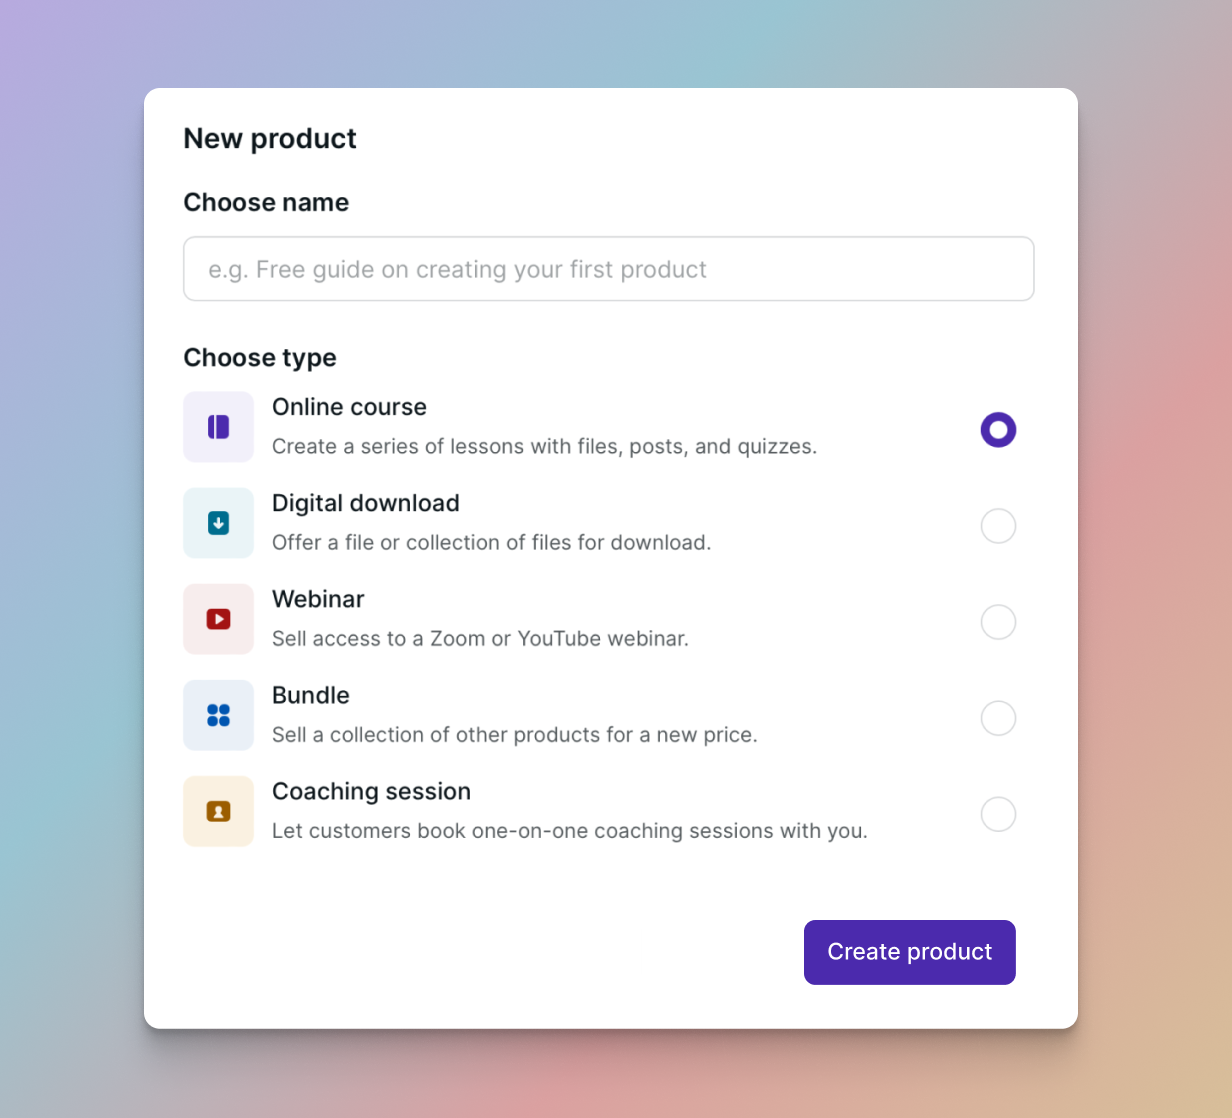 New product
Choose name
e.g. Free guide on creating your first product
Choose type
Online course
Create a series of lessons with files, posts, and quizzes.
Digital download
Offer a file or collection of files for download.
Webinar
Sell access to a Zoom or YouTube webinar.
Bundle
Sell a collection of other products for a new price.
Coaching session
Let customers book one-on-one coaching sessions with you.
Create product